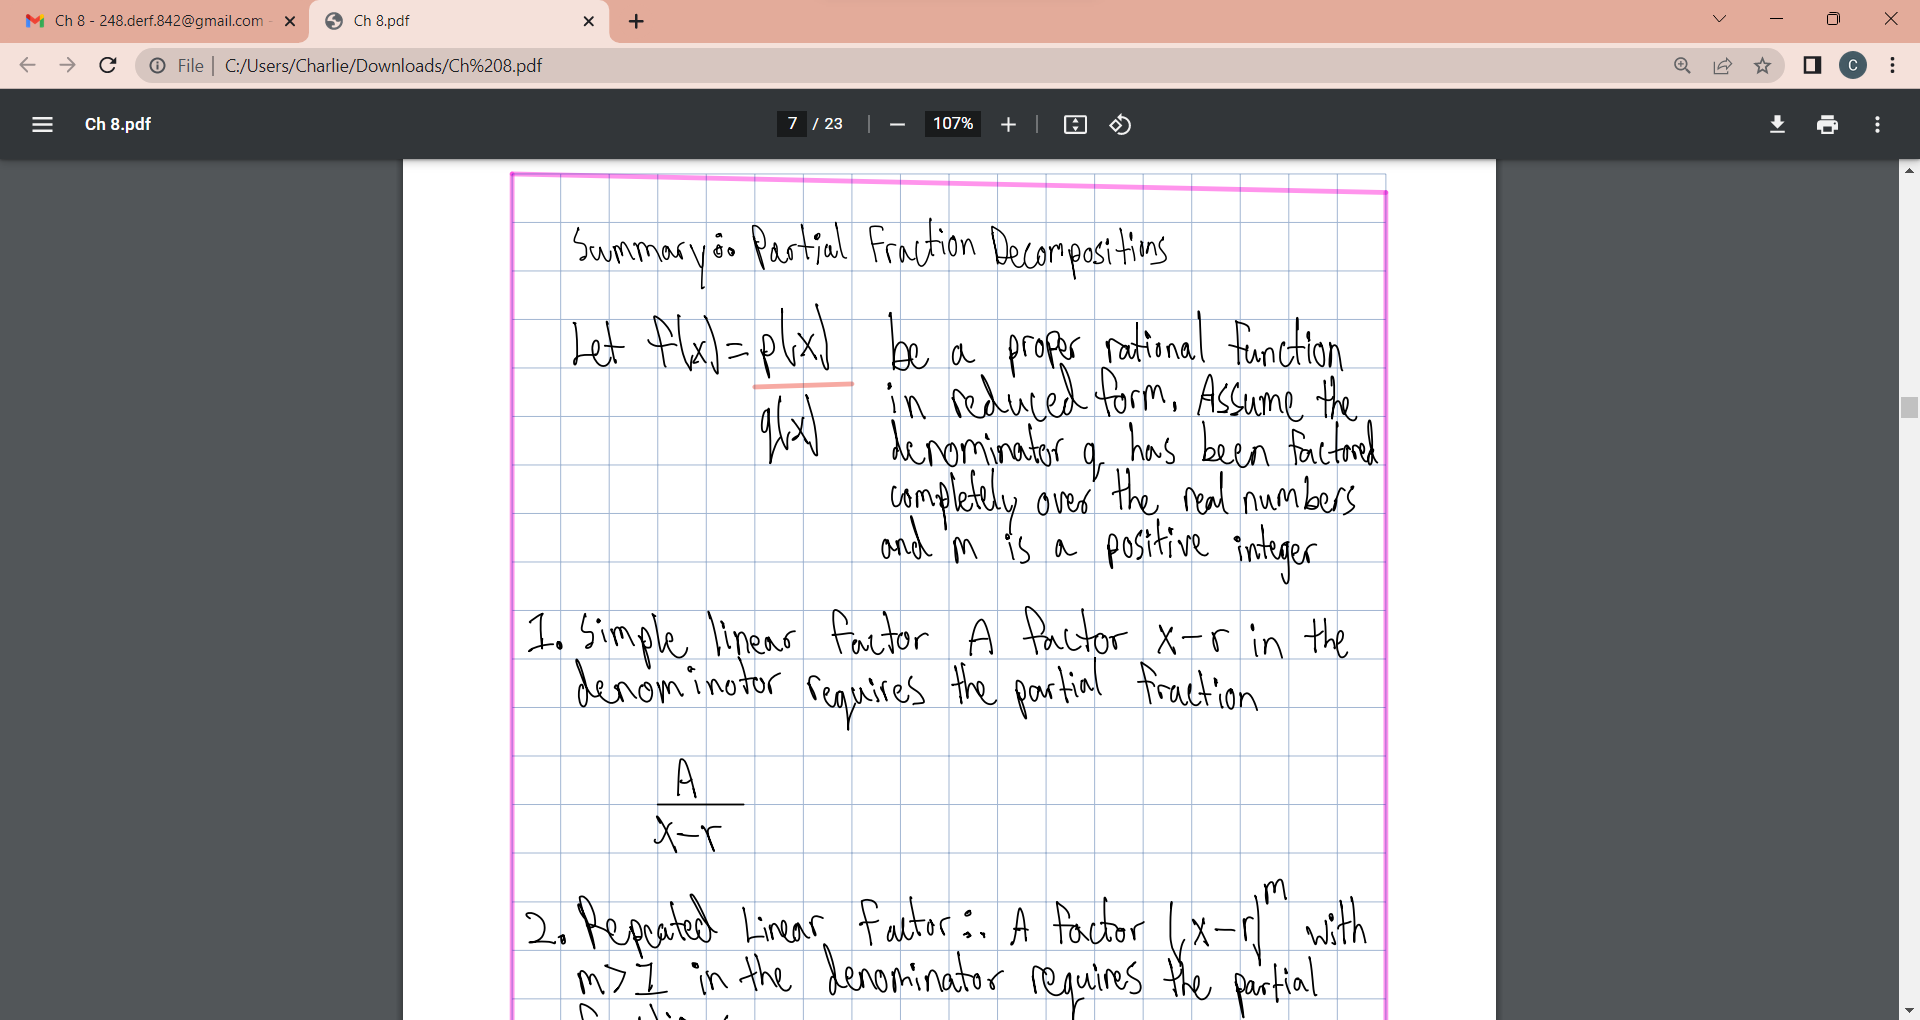 Ch 8 - 248.derf.842@gmail.com -
Ch 8.pdf
File | C:/Users/Charlie/Downloads/Ch%208.pdf
C
Ch 8.pdf
7 / 23
107%
Summary: Partial Fraction Decompositions
Let f(x) = p(x) be a proper rational function
in reduced form. Assume the
q(x)
denominator q has been factored
completely over the real numbers
and m is a positive integer
1. Simple linear factor A factor x-r in the
denominator requires the partial fraction
A
x-r
2. Repeated Linear Factor: A factor (x-r)^m with
m>1 in the denominator requires the partial